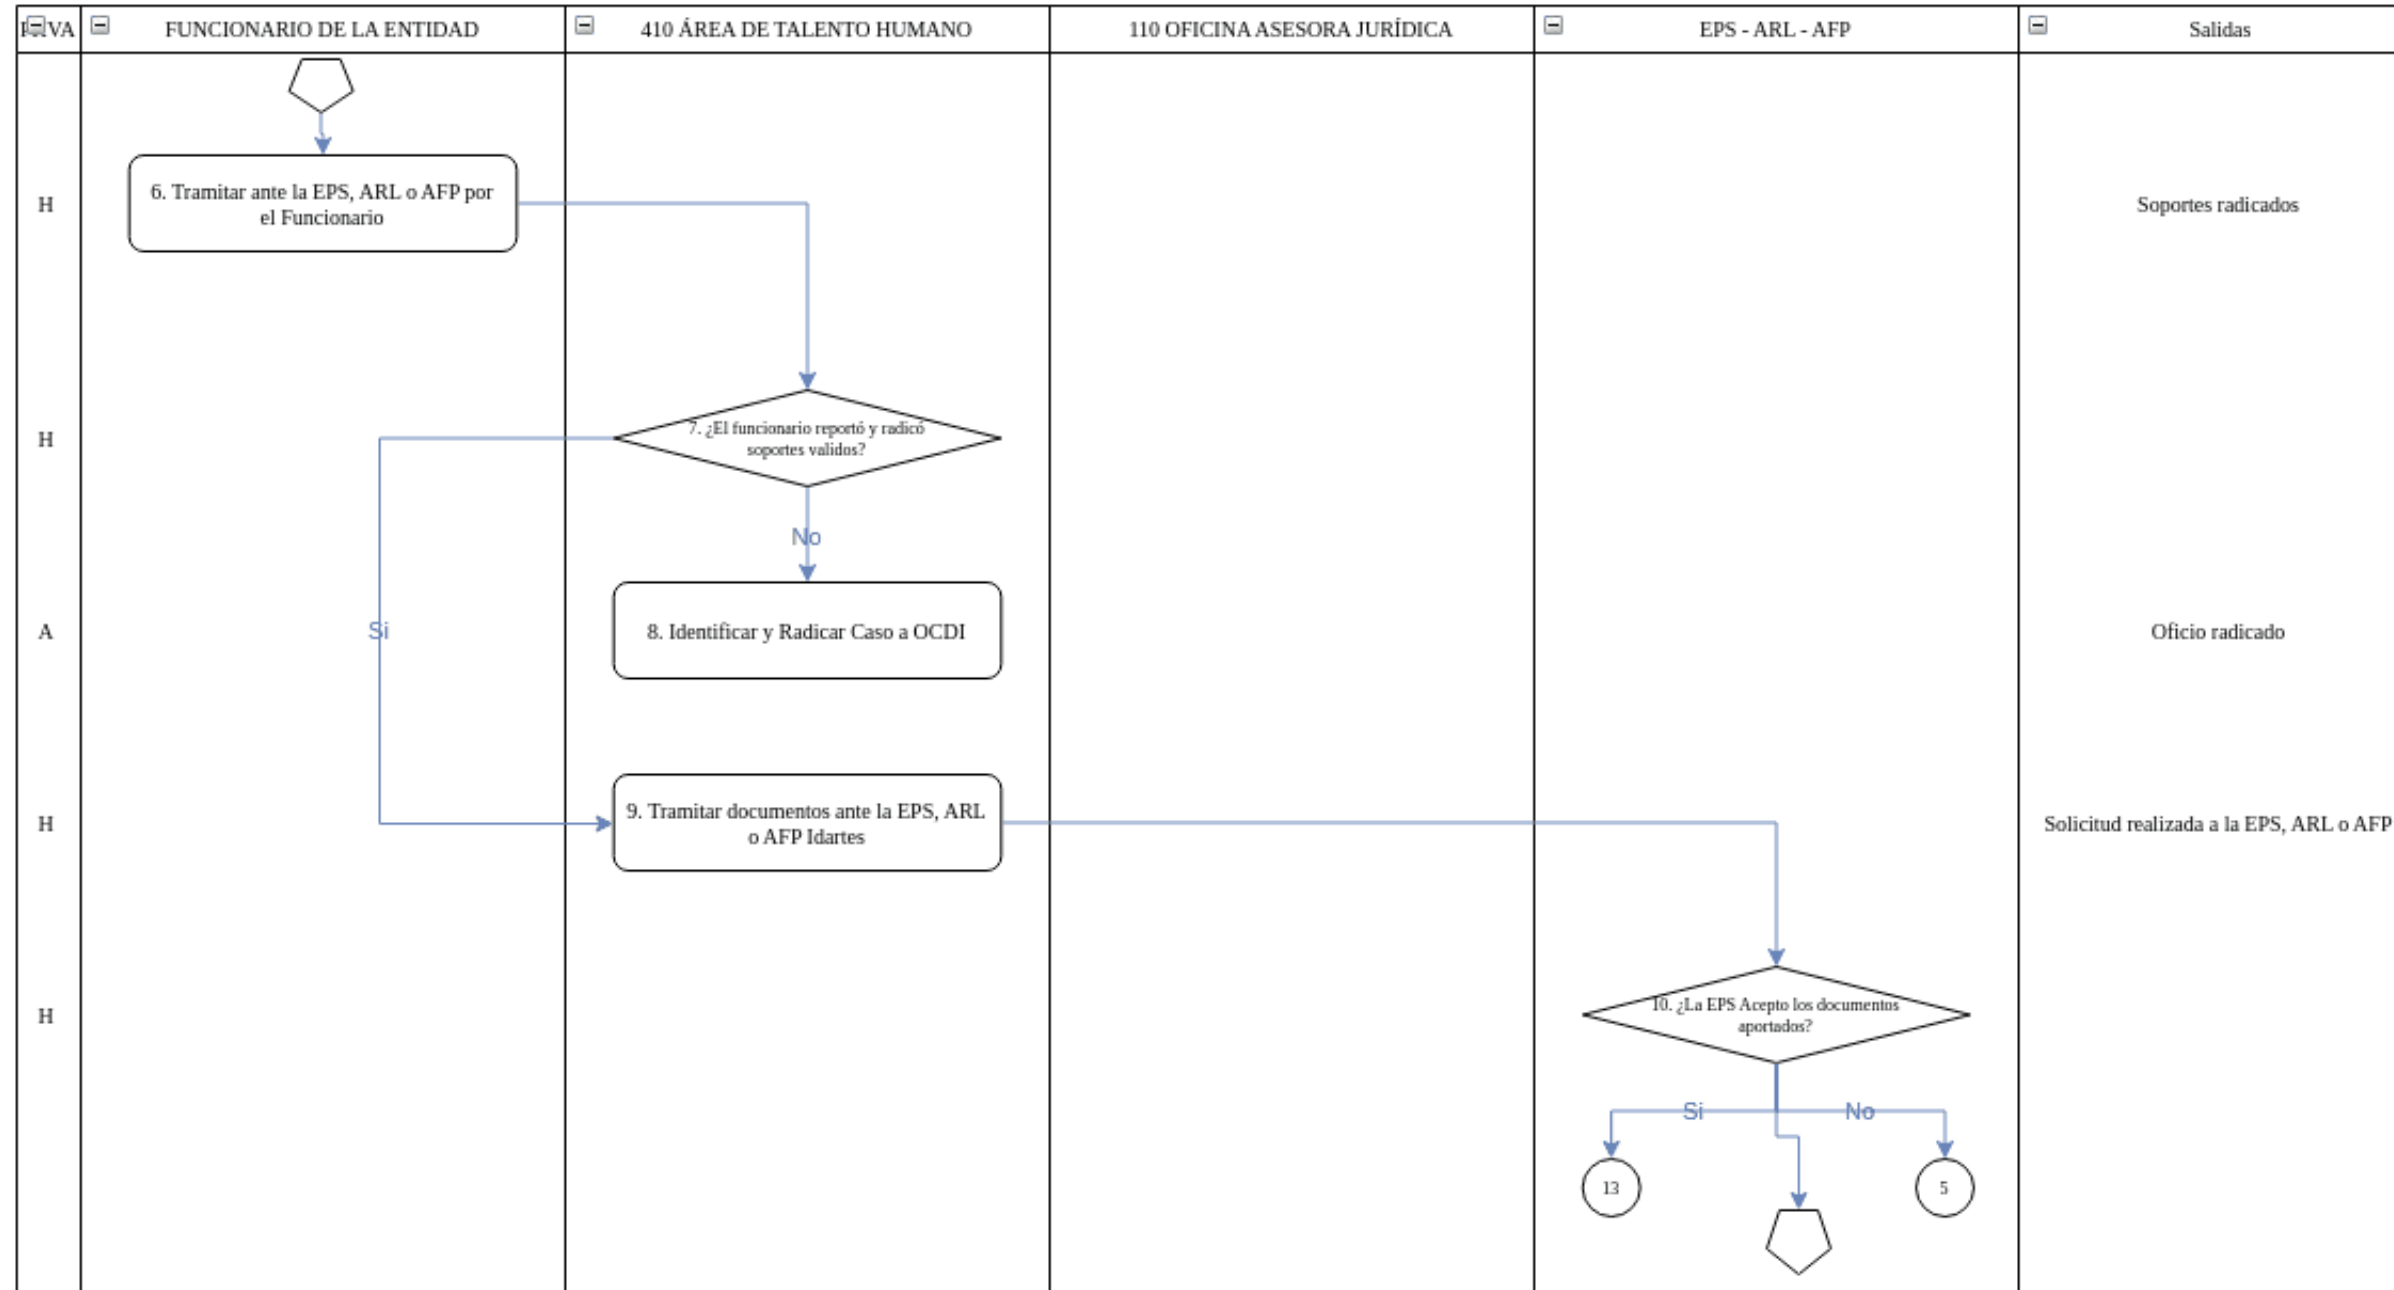 FUNCIONARIO DE LA ENTIDAD
410 ÁREA DE TALENTO HUMANO
110 OFICINA ASESORA JURÍDICA
EPS - ARL - AFP
Salidas
H
6. Tramitar ante la EPS, ARL o AFP por
el Funcionario
Soportes radicados
H
7. ¿El funcionario reportó y radicó
soportes validos?
No
Si
A
8. Identificar y Radicar Caso a OCDI
Oficio radicado
H
9. Tramitar documentos ante la EPS, ARL
o AFP Idartes
Solicitud realizada a la EPS, ARL o AFP
H
10. ¿La EPS Acepto los documentos
aportados?
Si
No
13
5